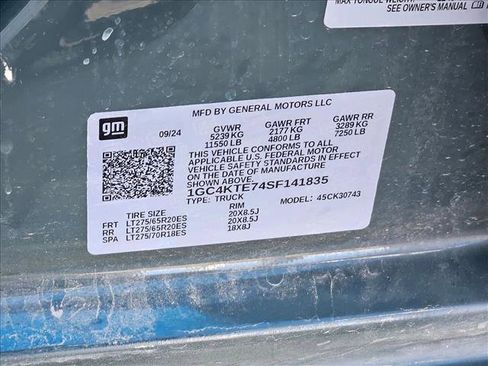 MAX TONGUE WEIGHT
SEE OWNER'S MANUAL
gm
MFD BY GENERAL MOTORS LLC
09/24
GVWR GAWR FRT GAWR RR
5239 KG 2177 KG 3289 KG
11550 LB 4800 LB 7250 LB
THIS VEHICLE CONFORMS TO ALL
APPLICABLE U.S. FEDERAL MOTOR
VEHICLE SAFETY STANDARDS IN EFFECT
ON THE DATE OF MANUFACTURE
1GC4KTE74SF141835
TYPE: TRUCK MODEL: 45CK30743
TIRE SIZE RIM
FRT LT275/65R20ES 20X8.5J
RR LT275/65R20ES 20X8.5J
SPA LT275/70R18ES 18X8J